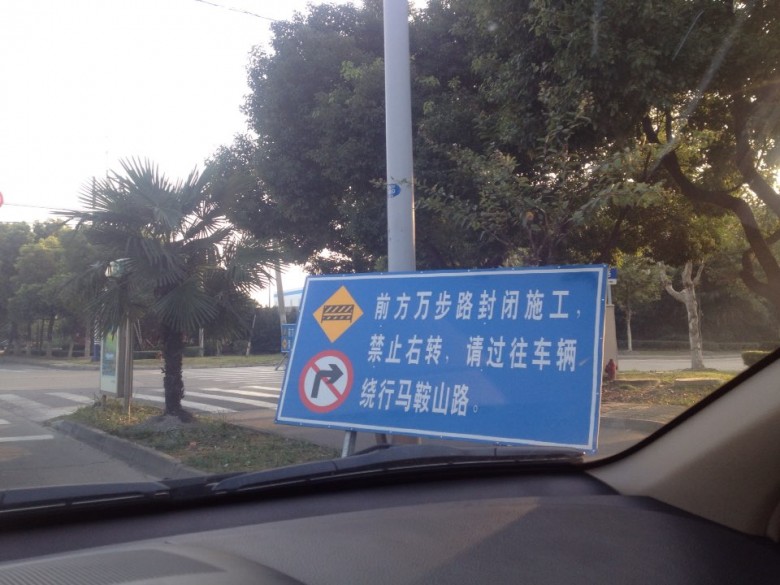 前方万步路封闭施工，
禁止右转，请过往车辆
绕行马鞍山路。